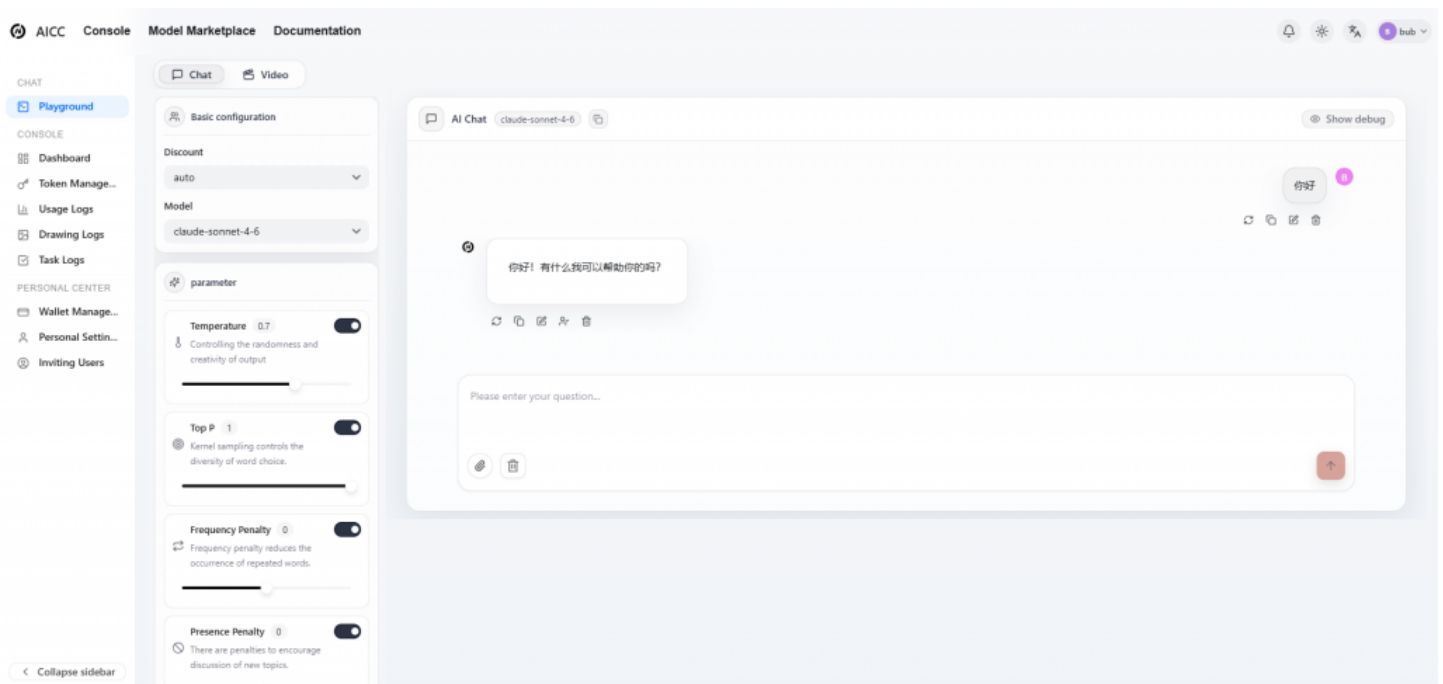 AICC Console Model Marketplace Documentation
bub
CHAT
Playground
CONSOLE
Dashboard
Token Manage...
Usage Logs
Drawing Logs
Task Logs
PERSONAL CENTER
Wallet Manage...
Personal Settin...
Inviting Users
Collapse sidebar
Chat Video
Basic configuration
Discount
auto
Model
claude-sonnet-4-6
parameter
Temperature 0.7
Controlling the randomness and
creativity of output
Top P 1
Kernel sampling controls the
diversity of word choice.
Frequency Penalty 0
Frequency penalty reduces the
occurrence of repeated words.
Presence Penalty 0
There are penalties to encourage
discussion of new topics.
AI Chat claude-sonnet-4-6
Show debug
你好
B
你好！有什么我可以帮助你的吗？
Please enter your question...